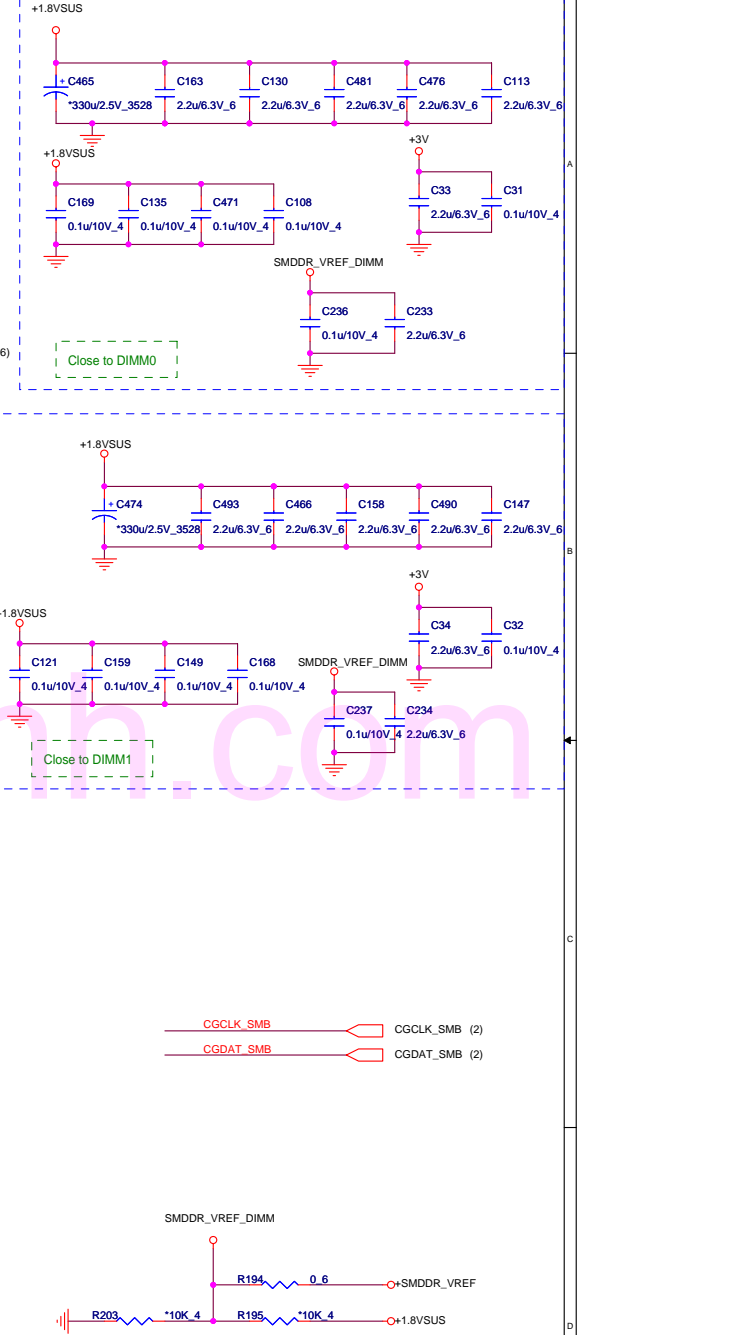 +1.8VSUS
+ C465 C163 C130 C481 C476 C113
*330u/2.5V_3528 2.2u/6.3V_6 2.2u/6.3V_6 2.2u/6.3V_6 2.2u/6.3V_6 2.2u/6.3V_6
+3V
+1.8VSUS
A
C33 C31
2.2u/6.3V_6 0.1u/10V_4
C169 C135 C471 C108
0.1u/10V_4 0.1u/10V_4 0.1u/10V_4 0.1u/10V_4
SMDDR_VREF_DIMM
C236 C233
0.1u/10V_4 2.2u/6.3V_6
6)
Close to DIMM0
+1.8VSUS
+ C474 C493 C466 C158 C490 C147
*330u/2.5V_3528 2.2u/6.3V_6 2.2u/6.3V_6 2.2u/6.3V_6 2.2u/6.3V_6 2.2u/6.3V_6
B
+3V
+1.8VSUS
C34 C32
2.2u/6.3V_6 0.1u/10V_4
C121 C159 C149 C168
0.1u/10V_4 0.1u/10V_4 0.1u/10V_4 0.1u/10V_4
SMDDR_VREF_DIMM
C237 C234
0.1u/10V_4 2.2u/6.3V_6
Close to DIMM1
h.com
C
CGCLK_SMB CGCLK_SMB (2)
CGDAT_SMB CGDAT_SMB (2)
SMDDR_VREF_DIMM
R194 0_6 +SMDDR_VREF
R203 *10K_4 R195 *10K_4 +1.8VSUS
D